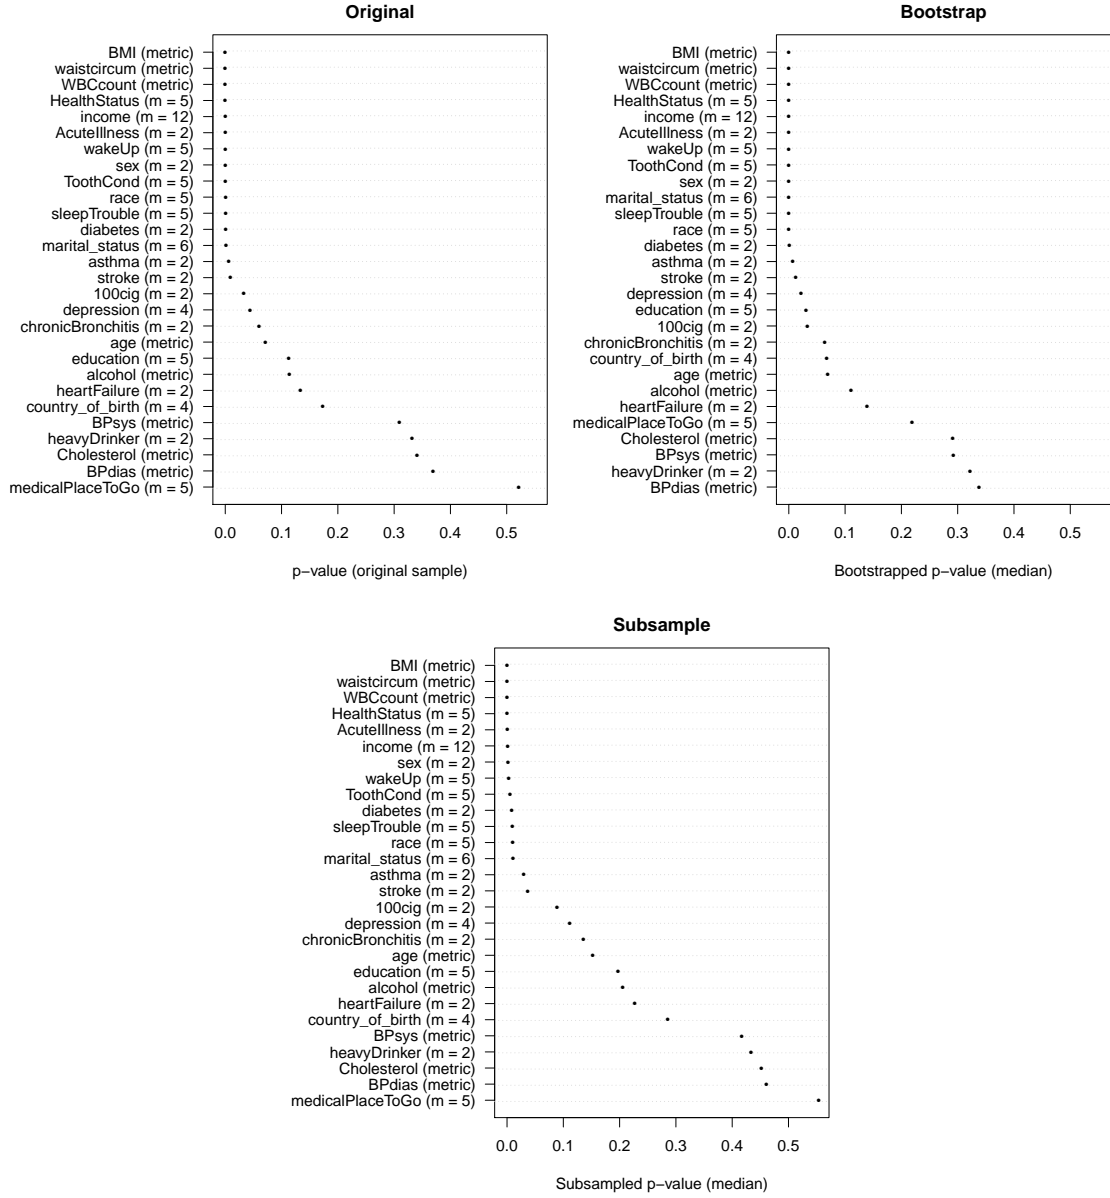 Original
BMI (metric)
waistcircum (metric)
WBCcount (metric)
HealthStatus (m = 5)
income (m = 12)
AcuteIllness (m = 2)
wakeUp (m = 5)
sex (m = 2)
ToothCond (m = 5)
race (m = 5)
sleepTrouble (m = 5)
diabetes (m = 2)
marital_status (m = 6)
asthma (m = 2)
stroke (m = 2)
100cig (m = 2)
depression (m = 4)
chronicBronchitis (m = 2)
age (metric)
education (m = 5)
alcohol (metric)
heartFailure (m = 2)
country_of_birth (m = 4)
BPsys (metric)
heavyDrinker (m = 2)
Cholesterol (metric)
BPdias (metric)
medicalPlaceToGo (m = 5)
0.0 0.1 0.2 0.3 0.4 0.5
p−value (original sample)
Bootstrap
BMI (metric)
waistcircum (metric)
WBCcount (metric)
HealthStatus (m = 5)
income (m = 12)
AcuteIllness (m = 2)
wakeUp (m = 5)
ToothCond (m = 5)
sex (m = 2)
marital_status (m = 6)
sleepTrouble (m = 5)
race (m = 5)
diabetes (m = 2)
asthma (m = 2)
stroke (m = 2)
depression (m = 4)
education (m = 5)
100cig (m = 2)
chronicBronchitis (m = 2)
country_of_birth (m = 4)
age (metric)
alcohol (metric)
heartFailure (m = 2)
medicalPlaceToGo (m = 5)
Cholesterol (metric)
BPsys (metric)
heavyDrinker (m = 2)
BPdias (metric)
0.0 0.1 0.2 0.3 0.4 0.5
Bootstrapped p−value (median)
Subsample
BMI (metric)
waistcircum (metric)
WBCcount (metric)
HealthStatus (m = 5)
AcuteIllness (m = 2)
income (m = 12)
sex (m = 2)
wakeUp (m = 5)
ToothCond (m = 5)
diabetes (m = 2)
sleepTrouble (m = 5)
race (m = 5)
marital_status (m = 6)
asthma (m = 2)
stroke (m = 2)
100cig (m = 2)
depression (m = 4)
chronicBronchitis (m = 2)
age (metric)
education (m = 5)
alcohol (metric)
heartFailure (m = 2)
country_of_birth (m = 4)
BPsys (metric)
heavyDrinker (m = 2)
Cholesterol (metric)
BPdias (metric)
medicalPlaceToGo (m = 5)
0.0 0.1 0.2 0.3 0.4 0.5
Subsampled p−value (median)